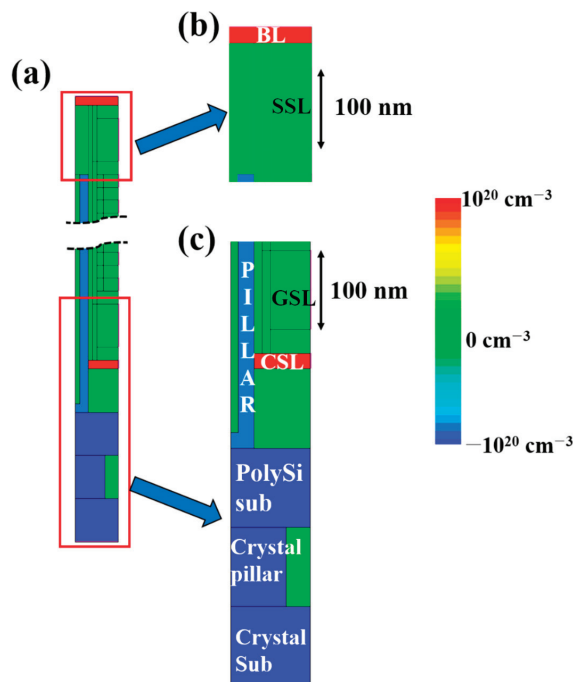 (a)
(b)
BL
SSL
100 nm
(c)
PILLAR
GSL
100 nm
CSL
PolySi
sub
Crystal
pillar
Crystal
Sub
10²⁰ cm⁻³
0 cm⁻³
−10²⁰ cm⁻³